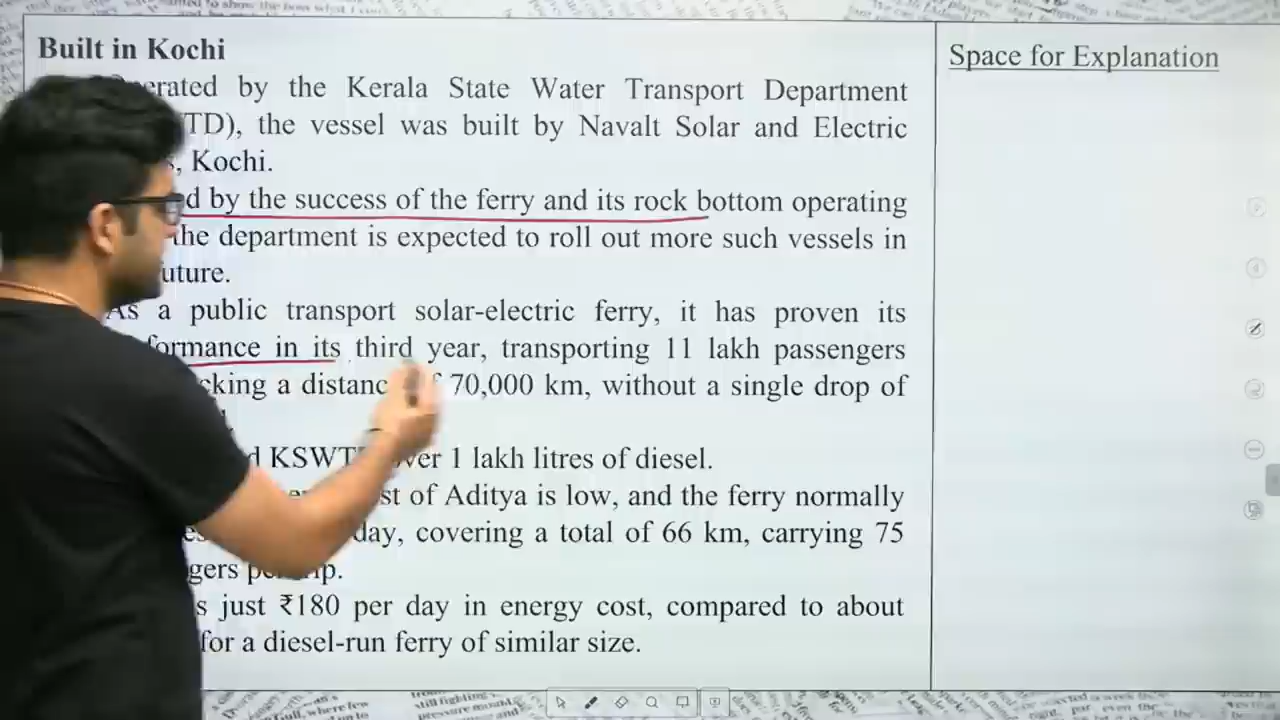 Built in Kochi
Space for Explanation
erated by the Kerala State Water Transport Department
TD), the vessel was built by Navalt Solar and Electric
s, Kochi.
d by the success of the ferry and its rock bottom operating
the department is expected to roll out more such vessels in
uture.
As a public transport solar-electric ferry, it has proven its
formance in its third year, transporting 11 lakh passengers
cking a distanc f 70,000 km, without a single drop of
d KSWT ver 1 lakh litres of diesel.
st of Aditya is low, and the ferry normally
es day, covering a total of 66 km, carrying 75
gers p ip.
s just ₹180 per day in energy cost, compared to about
for a diesel-run ferry of similar size.
still fighting
pressure mound